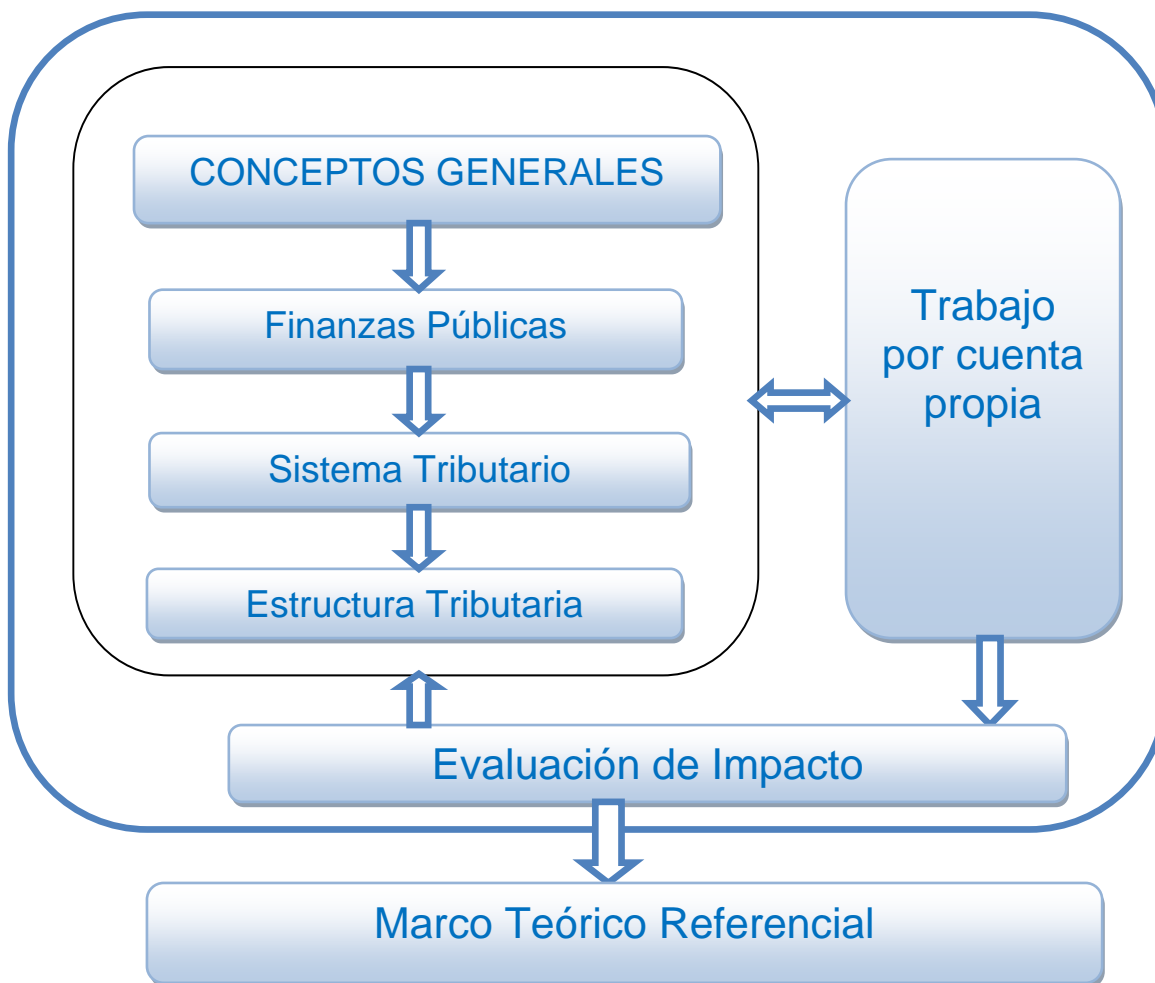 CONCEPTOS GENERALES
Finanzas Públicas
Sistema Tributario
Estructura Tributaria
Trabajo
por cuenta
propia
Evaluación de Impacto
Marco Teórico Referencial